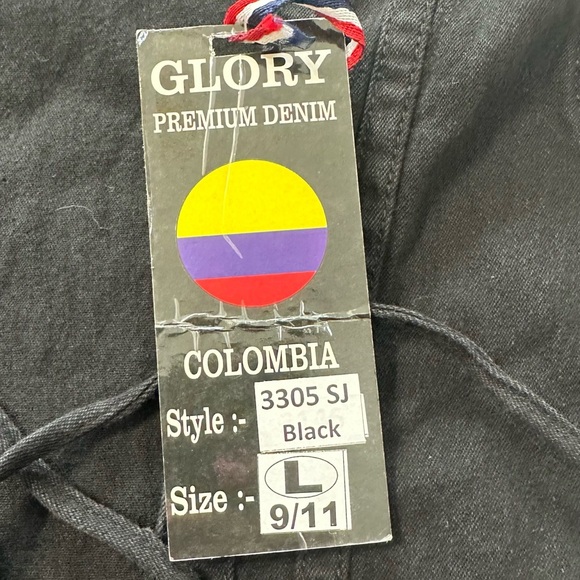 GLORY
PREMIUM DENIM
COLOMBIA
Style :- 3305 SJ
Black
Size :- L
9/11